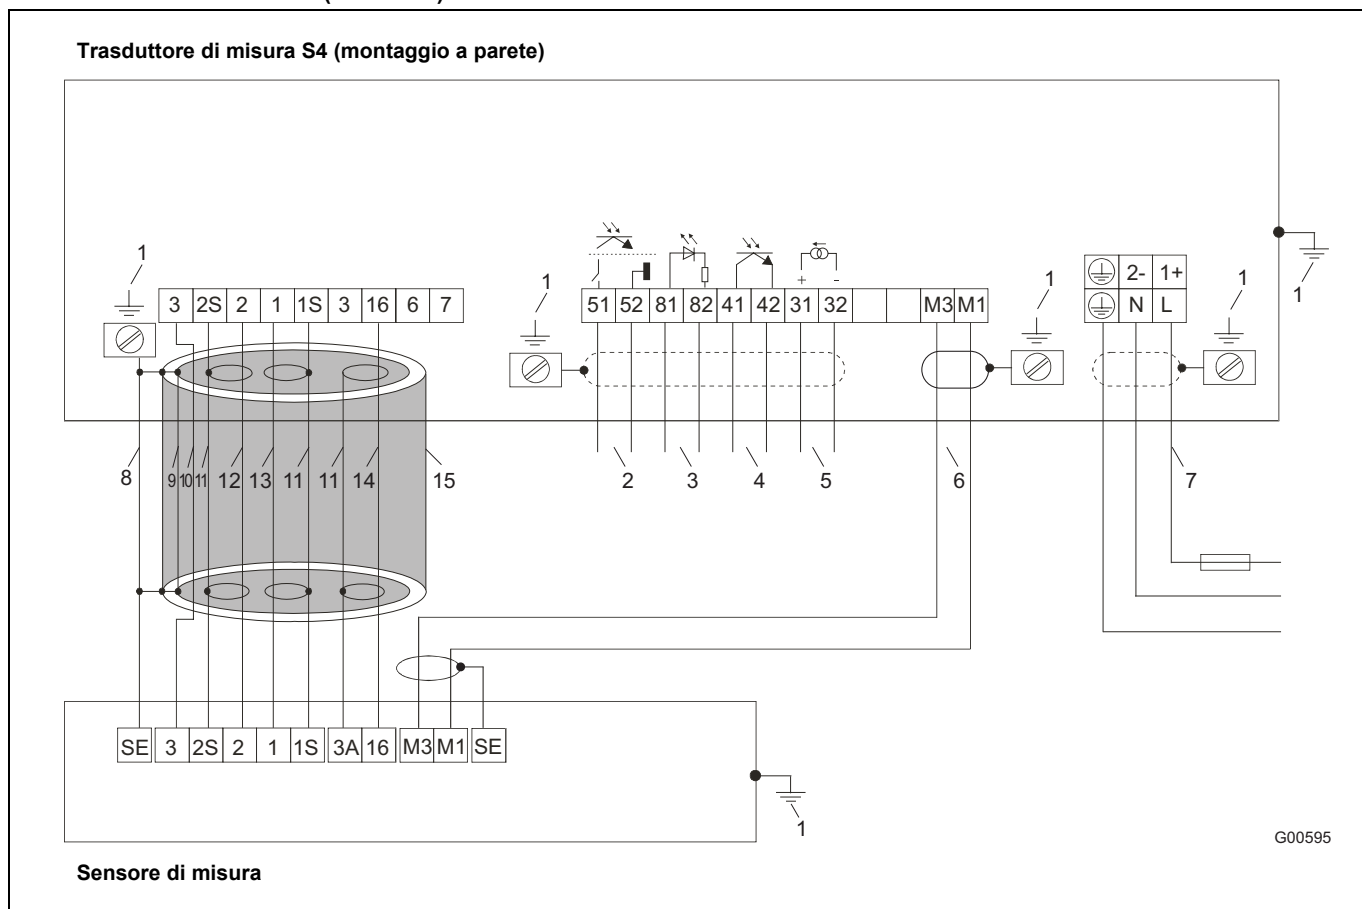 Trasduttore di misura S4 (montaggio a parete)
1
1
1
1
1
3 2S 2 1 1S 3 16 6 7
51 52 81 82 41 42 31 32 M3 M1
2- 1+
N L
+ -
8 9 10 11 12 13 11 11 14 15
2 3 4 5 6 7
SE 3 2S 2 1 1S 3A 16 M3 M1 SE
1
G00595
Sensore di misura